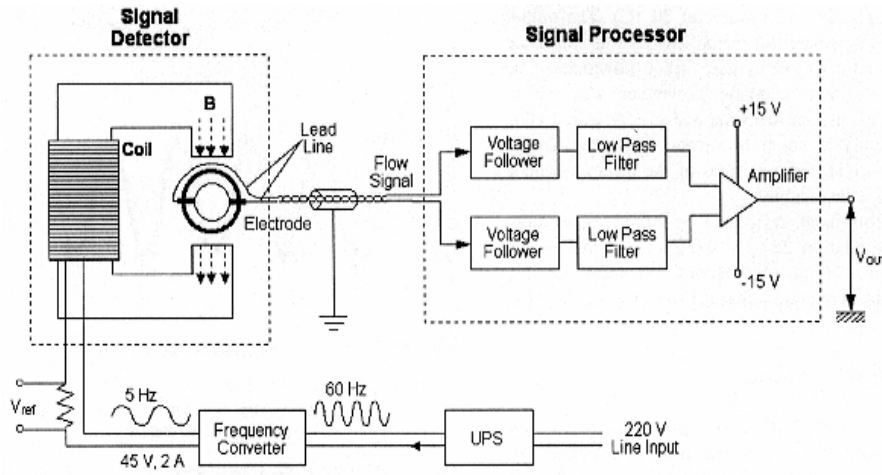 Signal
Detector
Signal Processor
B
Coil
Lead
Line
Electrode
Flow
Signal
Voltage
Follower
Low Pass
Filter
Voltage
Follower
Low Pass
Filter
+15 V
Amplifier
-15 V
VOU
Vref
5 Hz
60 Hz
45 V, 2 A
Frequency
Converter
UPS
220 V
Line Input